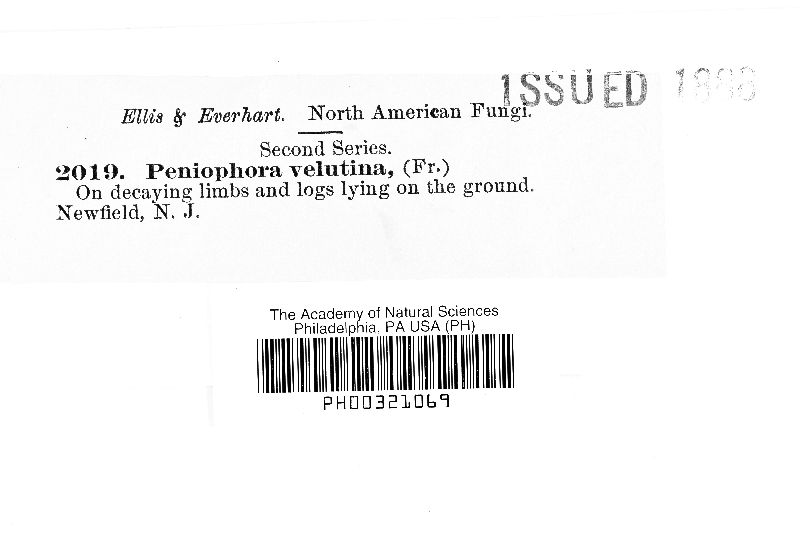 ISSUED
Ellis & Everhart. North American Fungi.
Second Series.
2019. Peniophora velutina, (Fr.)
On decaying limbs and logs lying on the ground.
Newfield, N. J.
The Academy of Natural Sciences
Philadelphia, PA USA (PH)
PH00321069